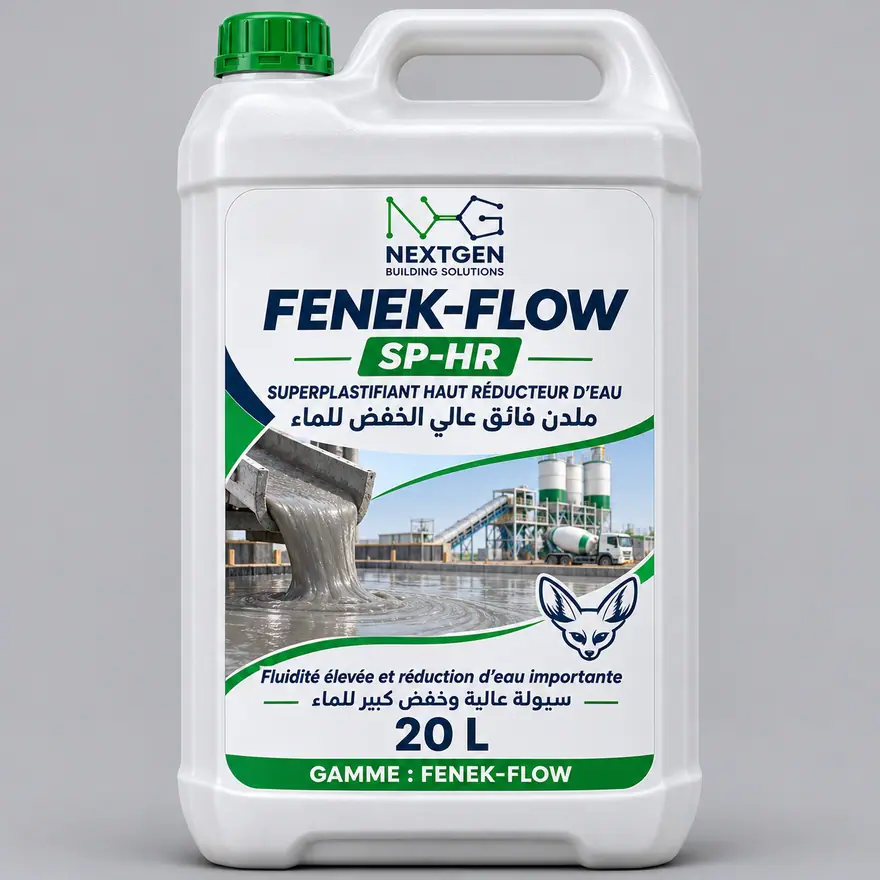 NG
NEXTGEN
BUILDING SOLUTIONS
FENEK-FLOW
SP-HR
SUPERPLASTIFIANT HAUT RÉDUCTEUR D'EAU
ملدن فائق عالي الخفض للماء
Fluidité élevée et réduction d'eau importante
سيولة عالية وخفض كبير للماء
20 L
GAMME : FENEK-FLOW